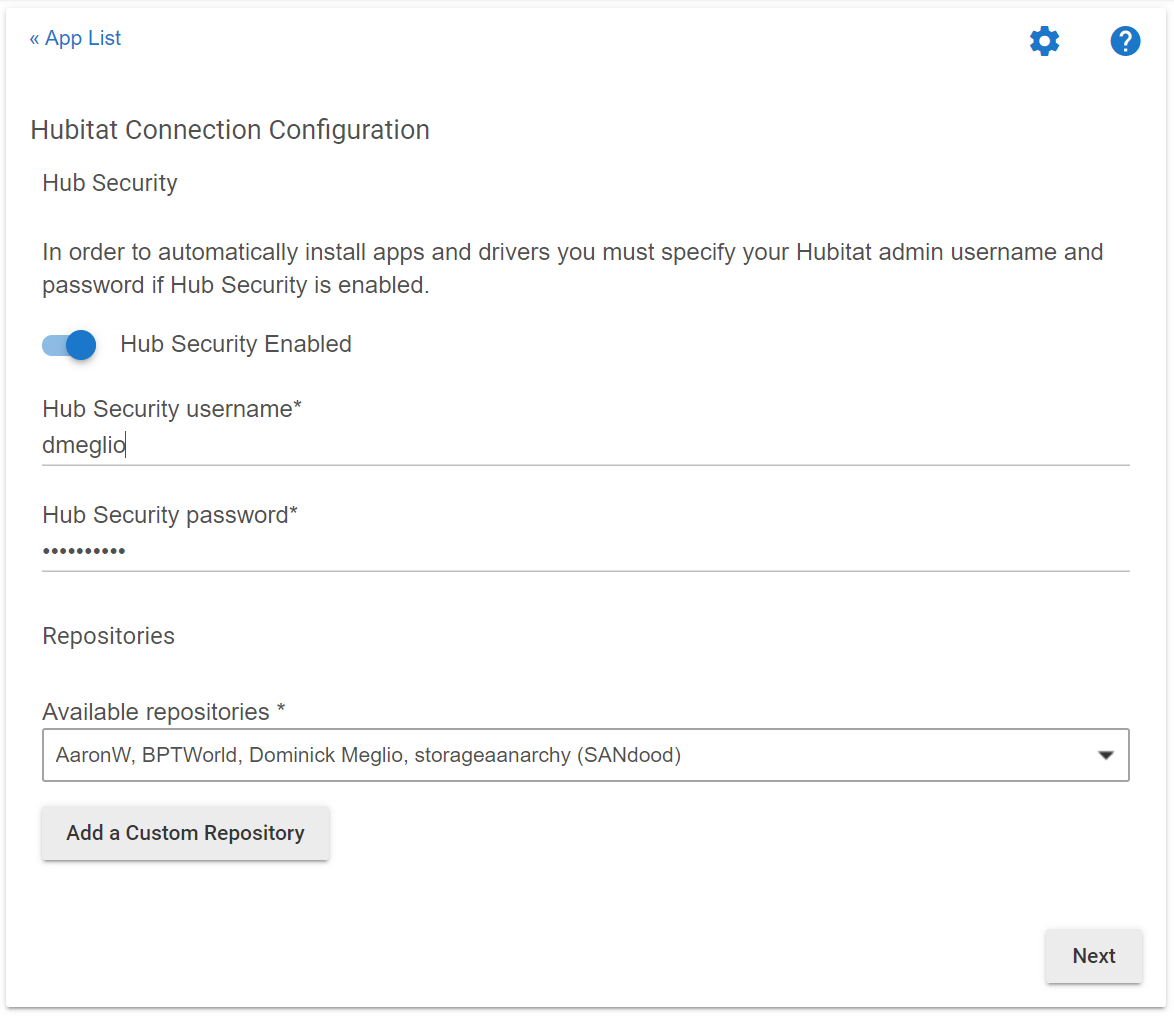 « App List
Hubitat Connection Configuration
Hub Security
In order to automatically install apps and drivers you must specify your Hubitat admin username and
password if Hub Security is enabled.
Hub Security Enabled
Hub Security username*
dmeglio
Hub Security password*
••••••••••
Repositories
Available repositories *
AaronW, BPTWorld, Dominick Meglio, storageaanarchy (SANdood)
Add a Custom Repository
Next